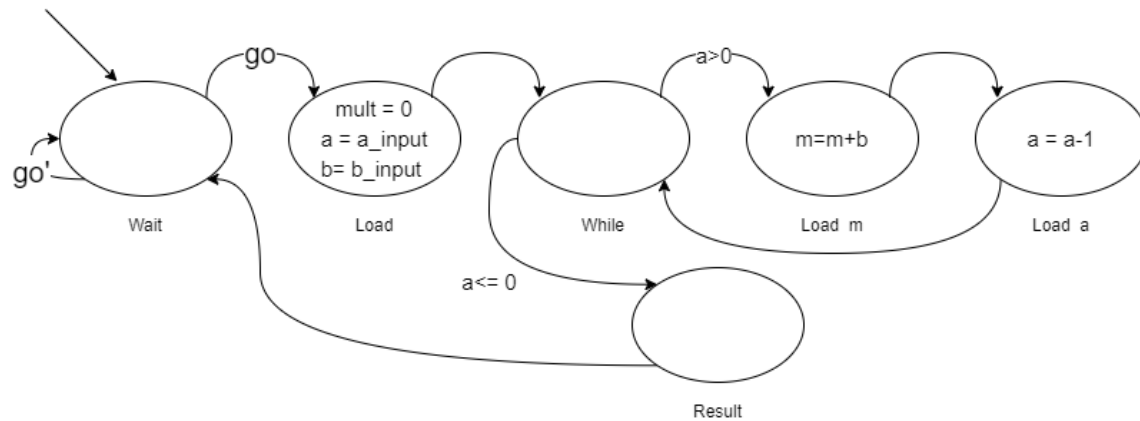 go
a>0
mult = 0
a = a_input
b= b_input
m=m+b
a = a-1
go'
Wait
Load
While
Load m
Load a
a<= 0
Result